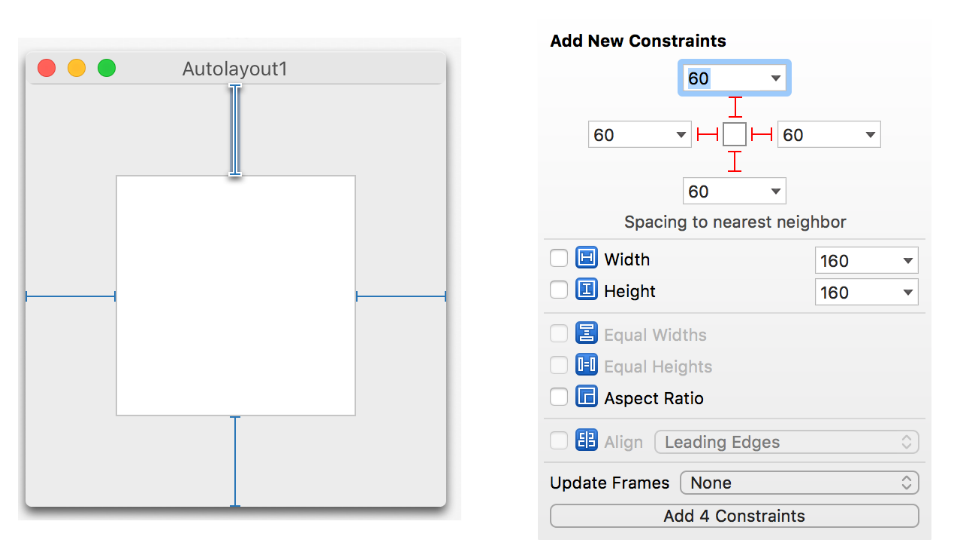 Autolayout1
Add New Constraints
60
60
60
60
Spacing to nearest neighbor
Width
160
Height
160
Equal Widths
Equal Heights
Aspect Ratio
Align
Leading Edges
Update Frames
None
Add 4 Constraints